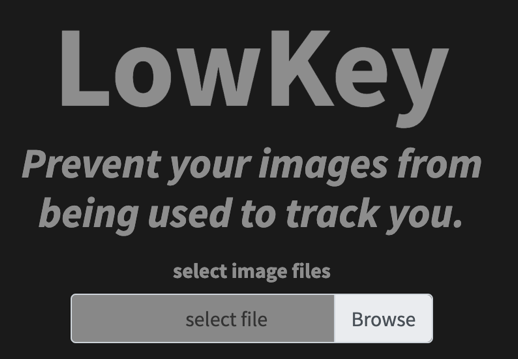 LowKey
Prevent your images from
being used to track you.
select image files
select file
Browse